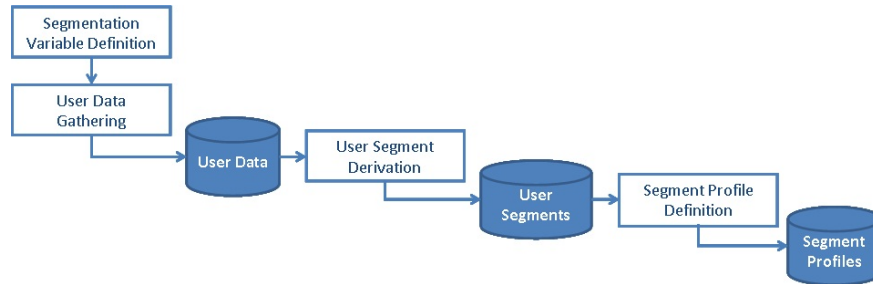 Segmentation
Variable Definition
User Data
Gathering
User Data
User Segment
Derivation
User
Segments
Segment Profile
Definition
Segment
Profiles